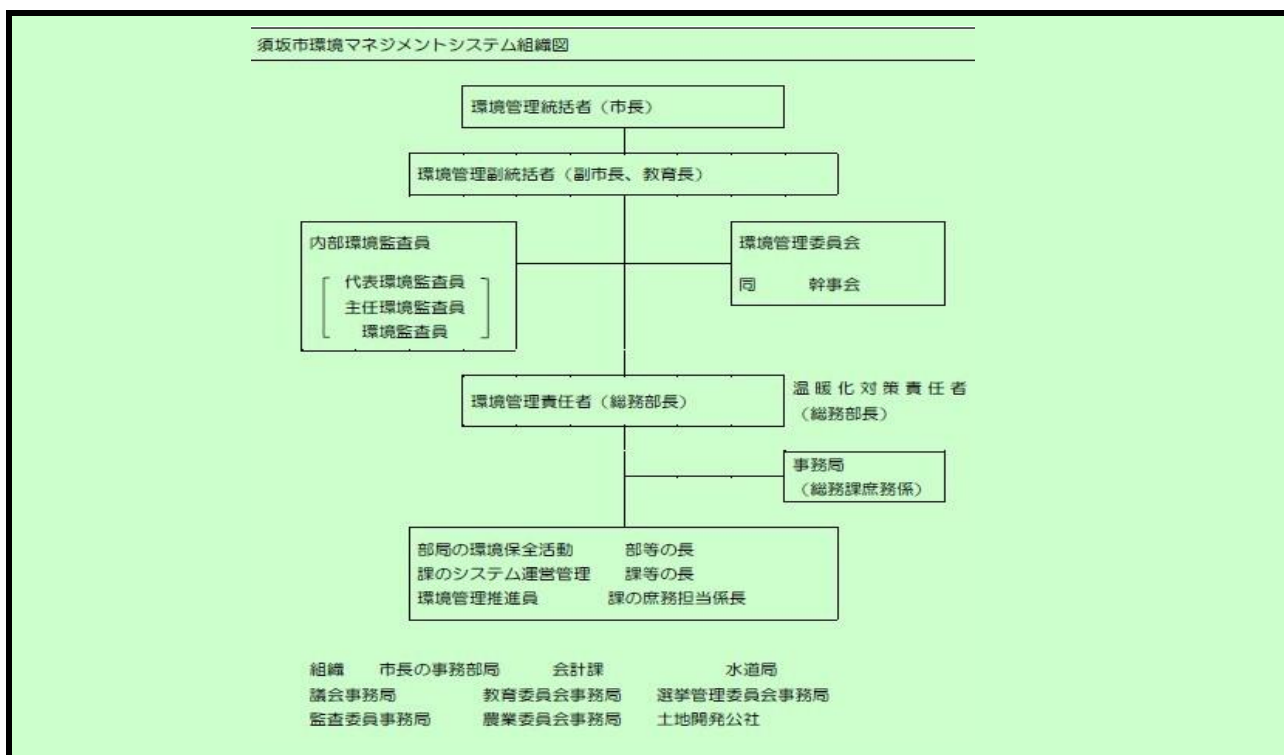 須坂市環境マネジメントシステム組織図
環境管理統括者（市長）
環境管理副統括者（副市長、教育長）
内部環境監査員
代表環境監査員
主任環境監査員
環境監査員
環境管理委員会
同　　　幹事会
環境管理責任者（総務部長）
温暖化対策責任者
（総務部長）
事務局
（総務課庶務係）
部局の環境保全活動　　　部等の長
課のシステム運営管理　　課等の長
環境管理推進員　　　　課の庶務担当係長
組織　　市長の事務部局　　　会計課　　　　　　　水道局
議会事務局　　　　　教育委員会事務局　　選挙管理委員会事務局
監査委員事務局　　　農業委員会事務局　　土地開発公社